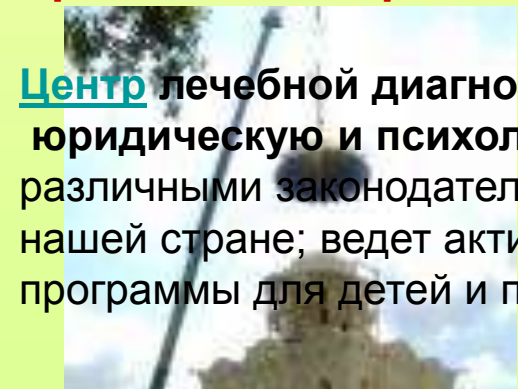 Центр лечебной диагно
юридическую и психол
различными законодател
нашей стране; ведет акти
программы для детей и п